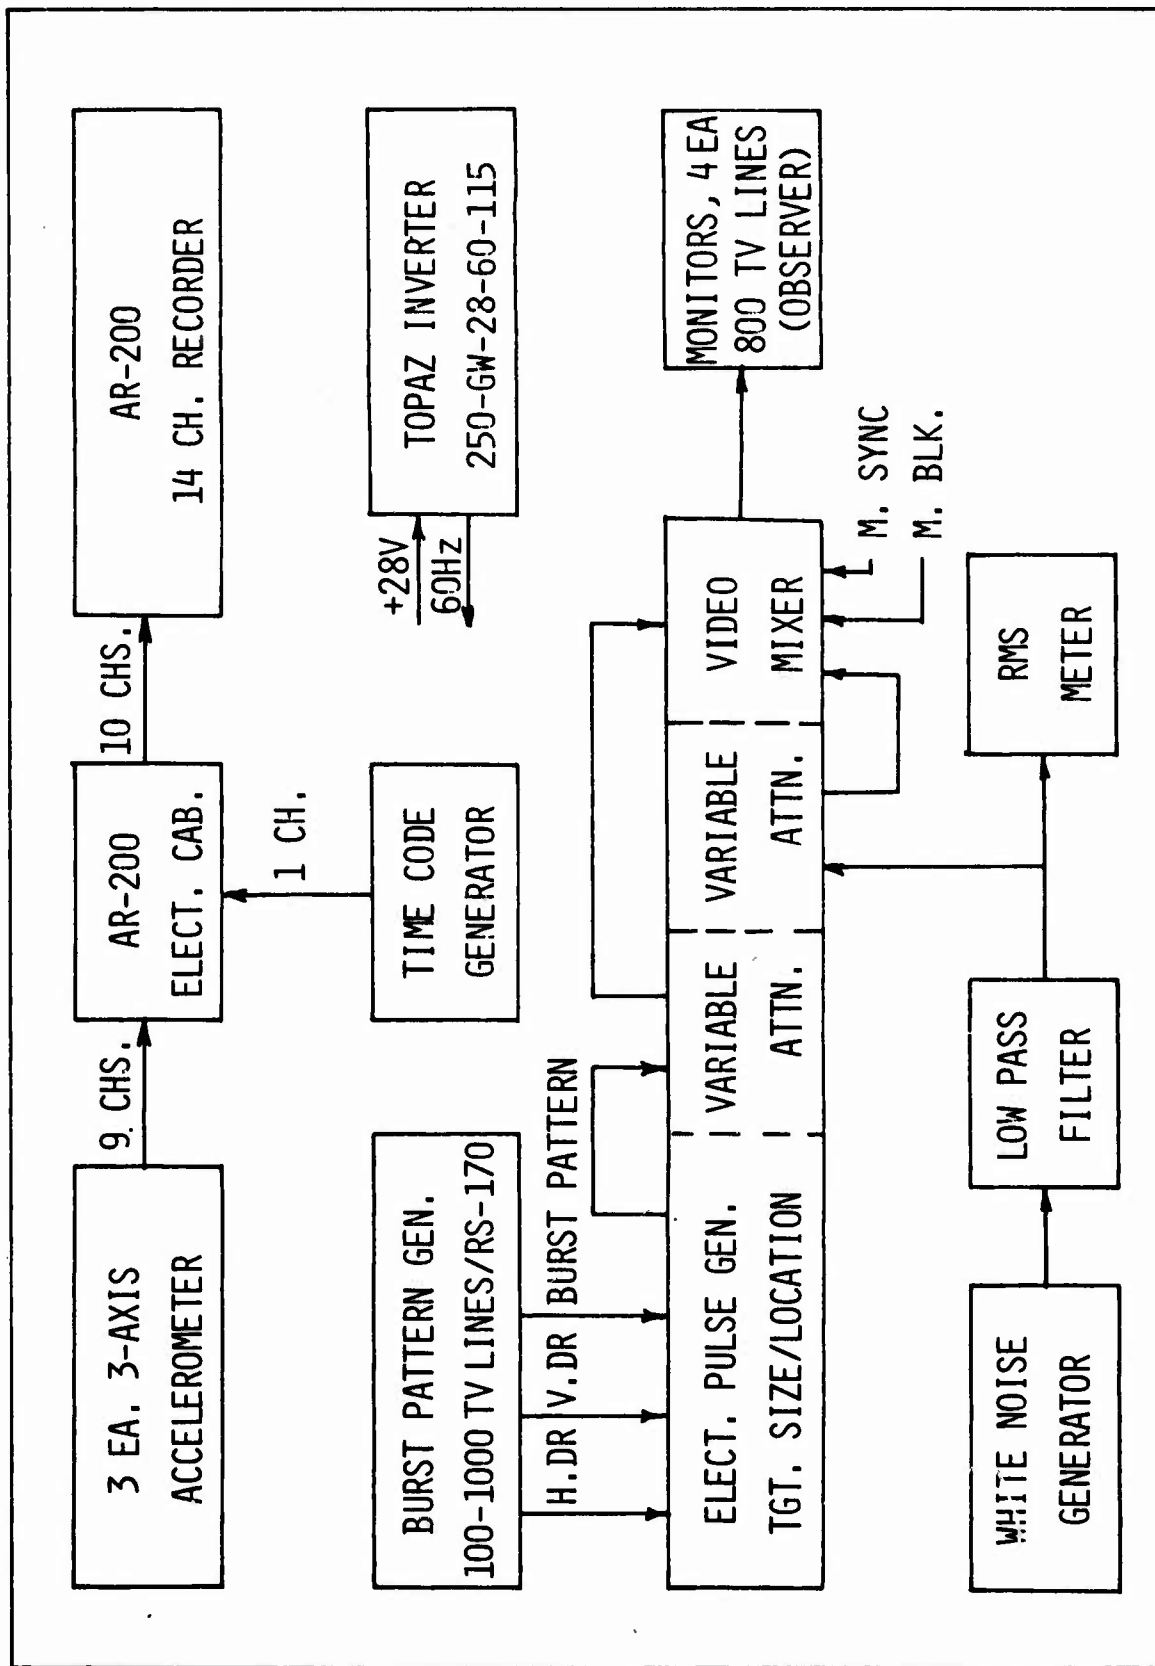 3 EA. 3-AXIS
ACCELEROMETER
9 CHS.
AR-200
ELECT. CAB.
10 CHS.
AR-200
14 CH. RECORDER
1 CH.
TIME CODE
GENERATOR
+28V
60Hz
TOPAZ INVERTER
250-GW-28-60-115
BURST PATTERN GEN.
100-1000 TV LINES/RS-170
H.DR
V.DR
BURST PATTERN
ELECT. PULSE GEN.
TGT. SIZE/LOCATION
VARIABLE
ATTN.
VARIABLE
ATTN.
VIDEO
MIXER
MONITORS, 4 EA
800 TV LINES
(OBSERVER)
M. SYNC
M. BLK.
WHITE NOISE
GENERATOR
LOW PASS
FILTER
RMS
METER